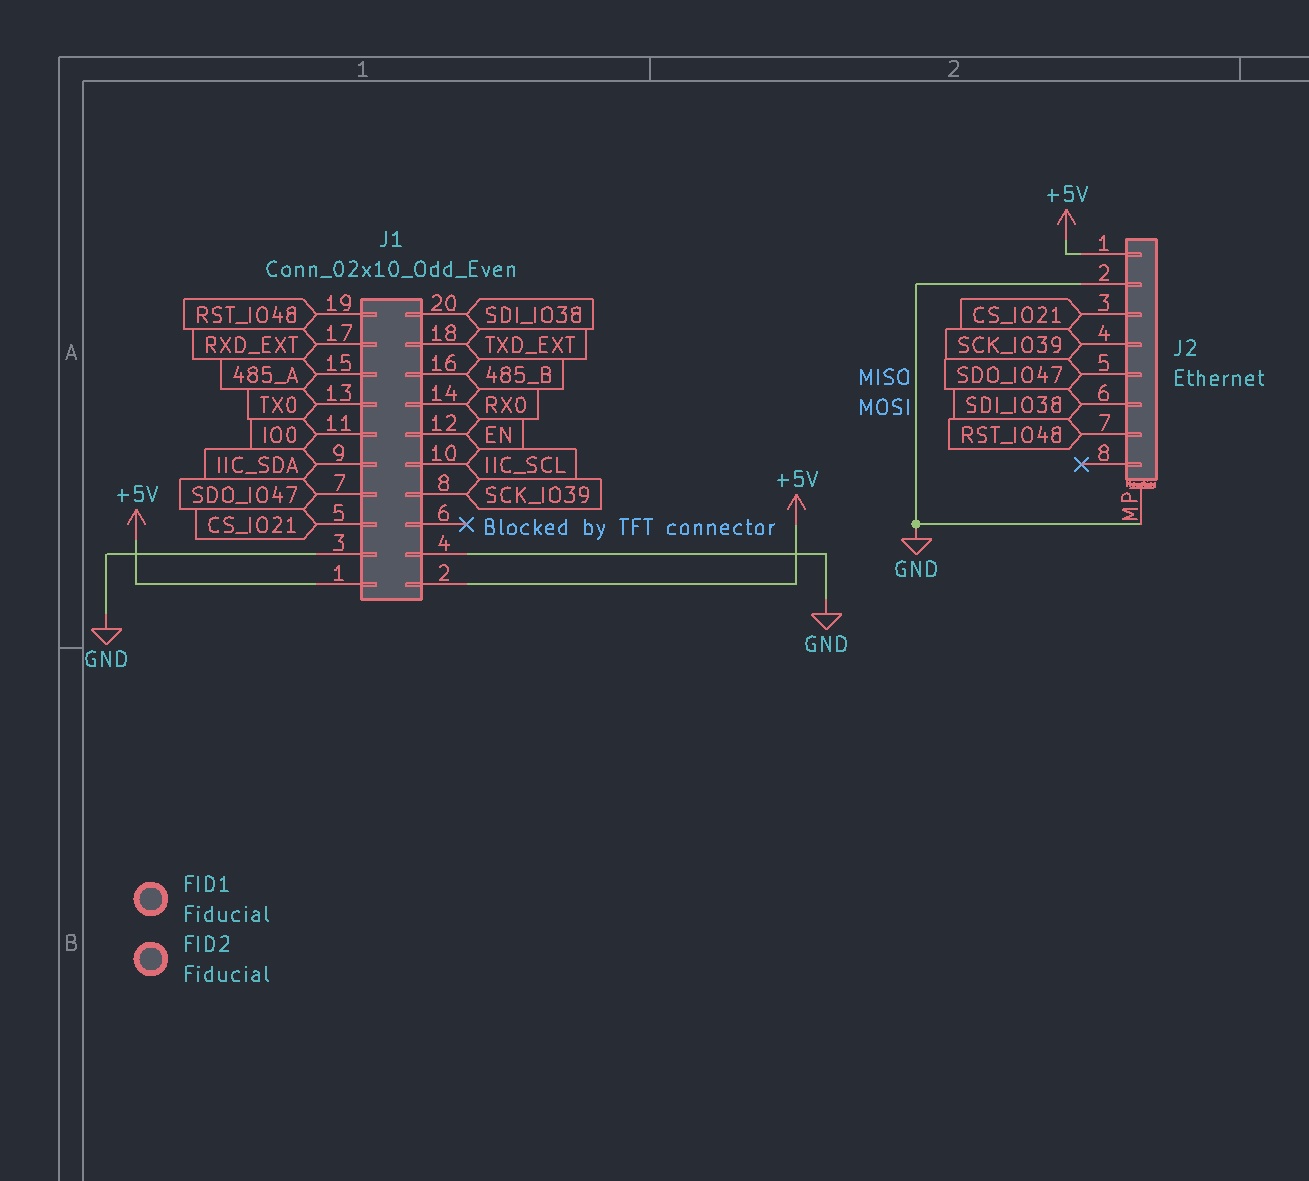 1 2
A
B
J1
Conn_02x10_Odd_Even
RST_IO48 19 20 SDI_IO38
RXD_EXT 17 18 TXD_EXT
485_A 15 16 485_B
TX0 13 14 RX0
IO0 11 12 EN
IIC_SDA 9 10 IIC_SCL
SDO_IO47 7 8 SCK_IO39
CS_IO21 5 6 Blocked by TFT connector
3 4
1 2
+5V
GND
+5V
GND
+5V
1
2
CS_IO21 3
SCK_IO39 4
MISO SDO_IO47 5
MOSI SDI_IO38 6
RST_IO48 7
8
MP
J2
Ethernet
GND
FID1
Fiducial
FID2
Fiducial